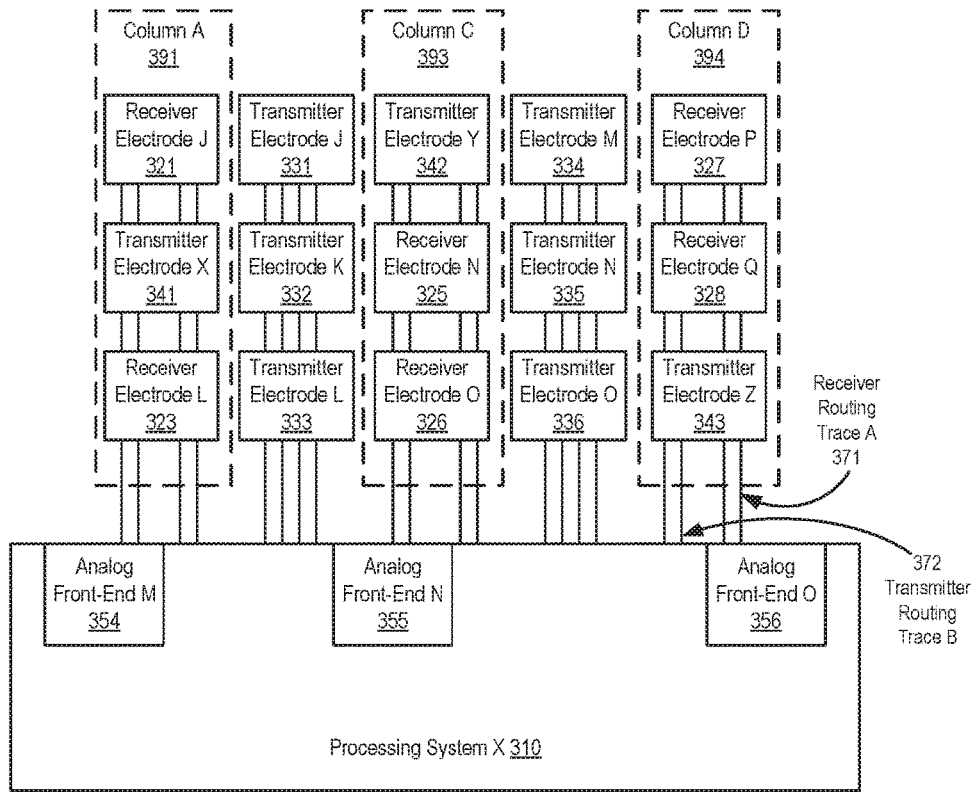 Column A
391
Column C
393
Column D
394
Receiver
Electrode J
321
Transmitter
Electrode J
331
Transmitter
Electrode Y
342
Transmitter
Electrode M
334
Receiver
Electrode P
327
Transmitter
Electrode X
341
Transmitter
Electrode K
332
Receiver
Electrode N
325
Transmitter
Electrode N
335
Receiver
Electrode Q
328
Receiver
Electrode L
323
Transmitter
Electrode L
333
Receiver
Electrode O
326
Transmitter
Electrode O
336
Transmitter
Electrode Z
343
Receiver
Routing
Trace A
371
372
Transmitter
Routing
Trace B
Analog
Front-End M
354
Analog
Front-End N
355
Analog
Front-End O
356
Processing System X 310